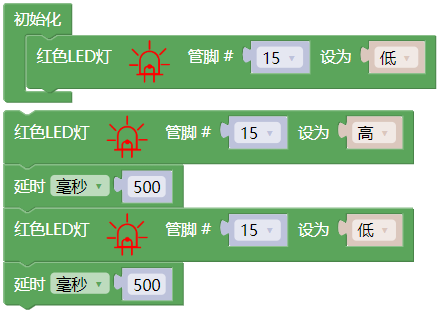 初始化
红色LED灯 管脚 # 15 设为 低
红色LED灯 管脚 # 15 设为 高
延时 毫秒 500
红色LED灯 管脚 # 15 设为 低
延时 毫秒 500